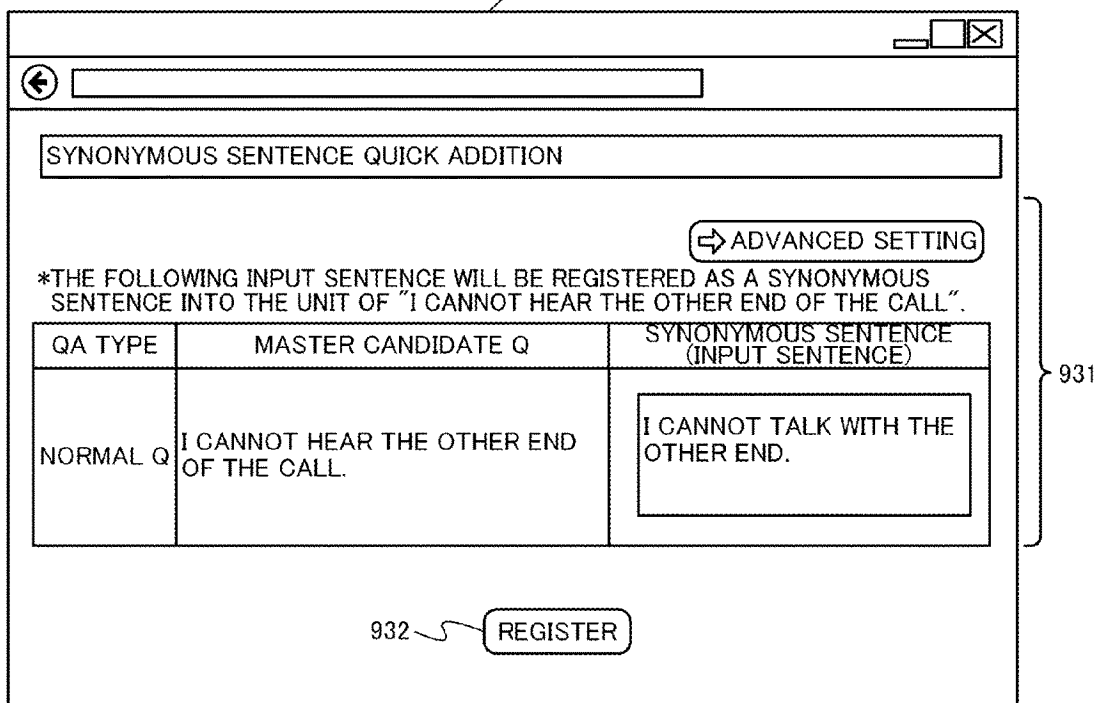 SYNONYMOUS SENTENCE QUICK ADDITION
ADVANCED SETTING
*THE FOLLOWING INPUT SENTENCE WILL BE REGISTERED AS A SYNONYMOUS
SENTENCE INTO THE UNIT OF "I CANNOT HEAR THE OTHER END OF THE CALL".
QA TYPE
MASTER CANDIDATE Q
SYNONYMOUS SENTENCE
(INPUT SENTENCE)
NORMAL Q
I CANNOT HEAR THE OTHER END
OF THE CALL.
I CANNOT TALK WITH THE
OTHER END.
931
932
REGISTER